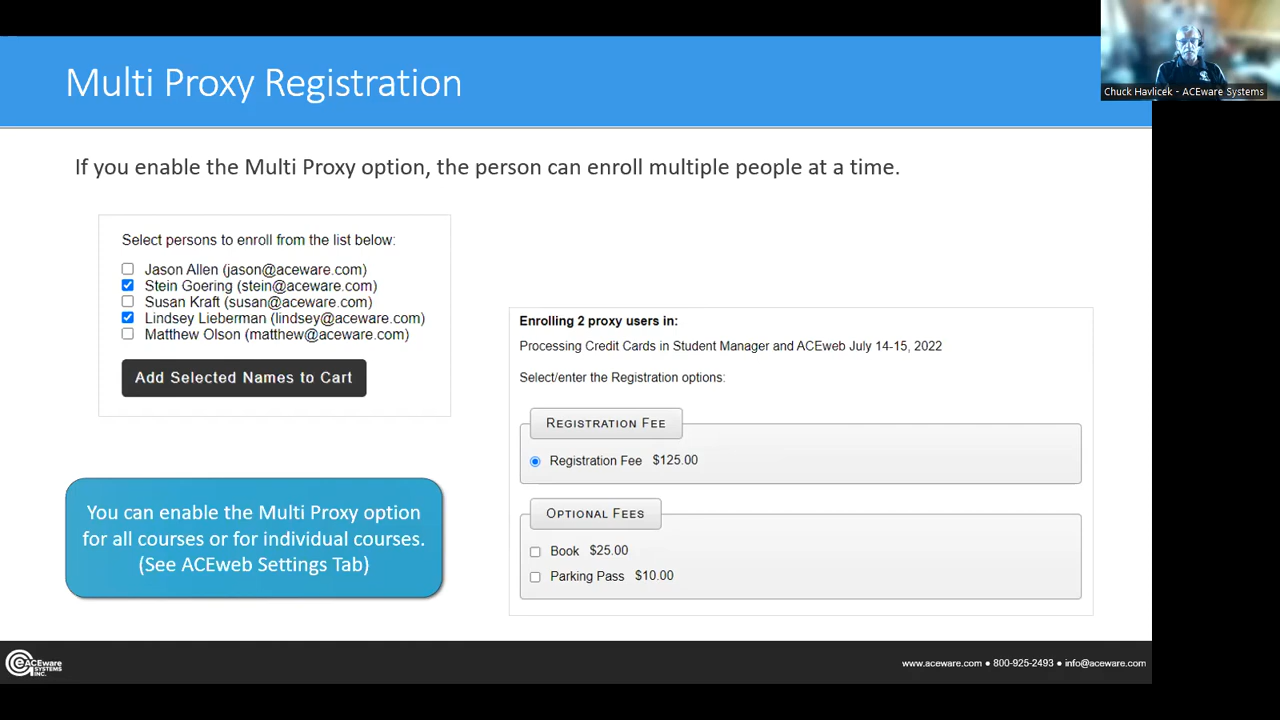 Multi Proxy Registration
Chuck Havlicek - ACEware Systems
If you enable the Multi Proxy option, the person can enroll multiple people at a time.
Select persons to enroll from the list below:
Jason Allen (jason@aceware.com)
Stein Goering (stein@aceware.com)
Susan Kraft (susan@aceware.com)
Lindsey Lieberman (lindsey@aceware.com)
Matthew Olson (matthew@aceware.com)
Add Selected Names to Cart
Enrolling 2 proxy users in:
Processing Credit Cards in Student Manager and ACEweb July 14-15, 2022
Select/enter the Registration options:
REGISTRATION FEE
Registration Fee $125.00
OPTIONAL FEES
Book $25.00
Parking Pass $10.00
You can enable the Multi Proxy option
for all courses or for individual courses.
(See ACEweb Settings Tab)
ACEware
SYSTEMS
INC.
www.aceware.com ● 800-925-2493 ● info@aceware.com